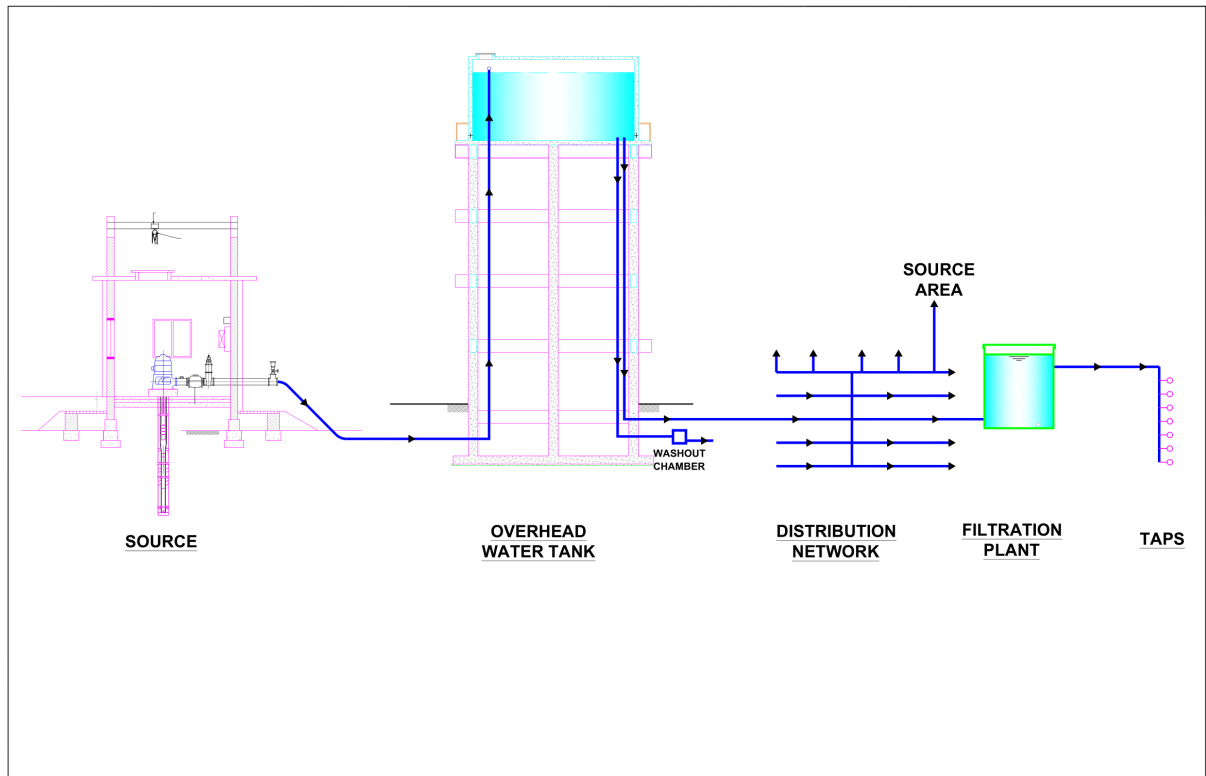 SOURCE
AREA
WASHOUT
CHAMBER
SOURCE
OVERHEAD
WATER TANK
DISTRIBUTION
NETWORK
FILTRATION
PLANT
TAPS